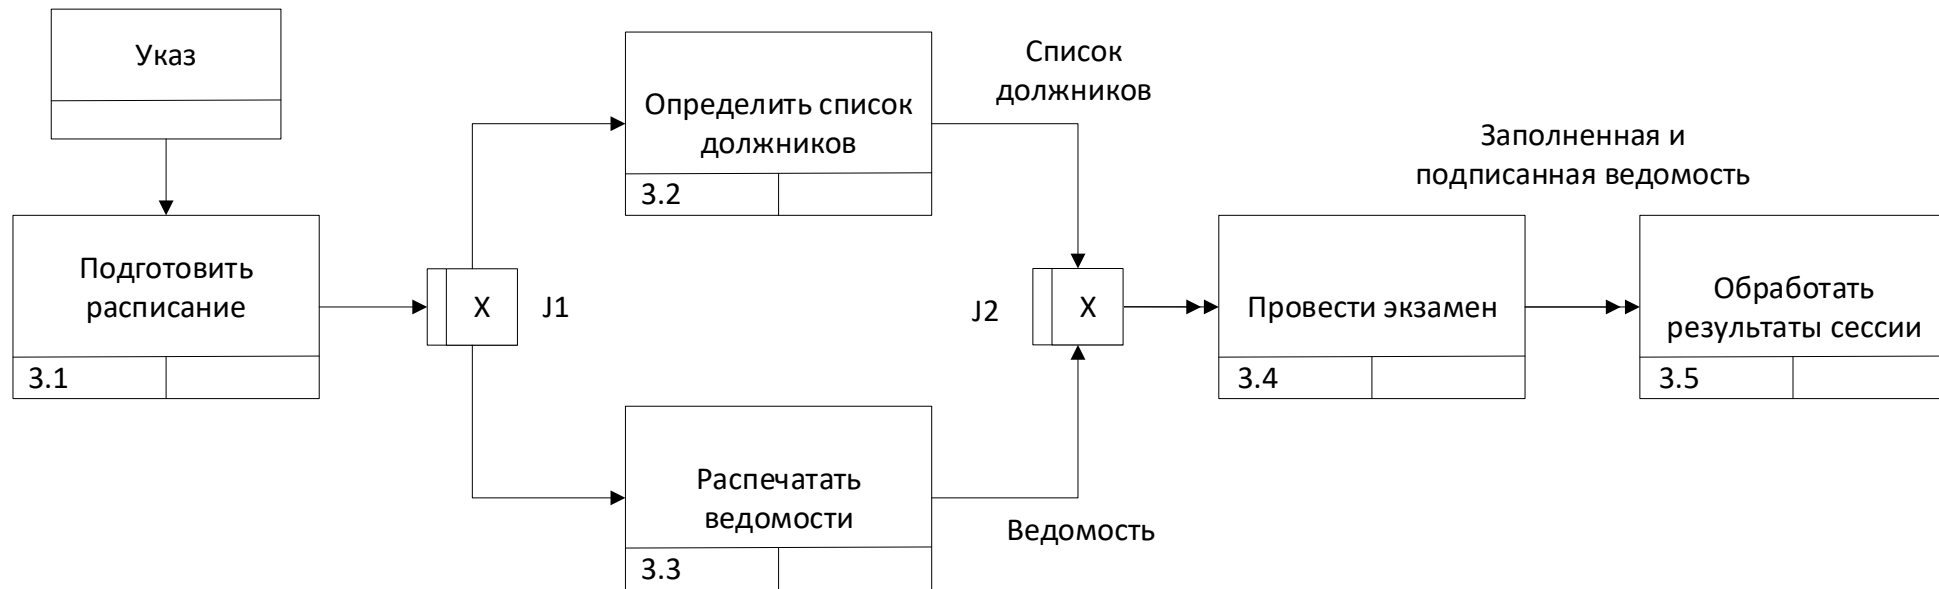 Указ
Подготовить
расписание
3.1
X
J1
Определить список
должников
3.2
Список
должников
Распечатать
ведомости
3.3
Ведомость
J2
X
Провести экзамен
3.4
Заполненная и
подписанная ведомость
Обработать
результаты сессии
3.5